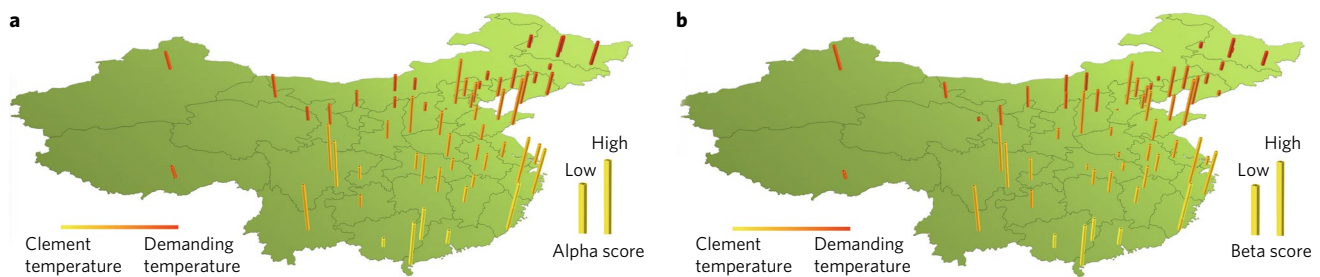 a
High
Low
Clement
temperature
Demanding
temperature
Alpha score
b
High
Low
Clement
temperature
Demanding
temperature
Beta score